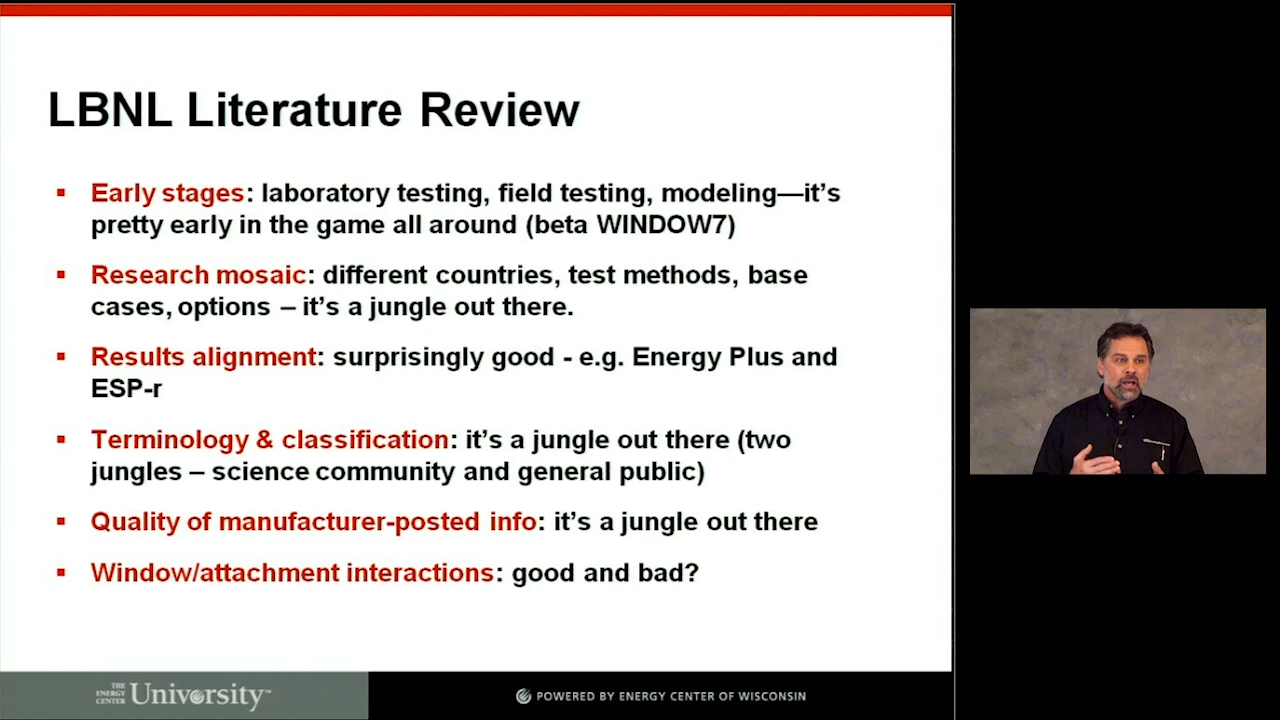 LBNL Literature Review
▪ Early stages: laboratory testing, field testing, modeling—it’s
pretty early in the game all around (beta WINDOW7)
▪ Research mosaic: different countries, test methods, base
cases, options – it’s a jungle out there.
▪ Results alignment: surprisingly good - e.g. Energy Plus and
ESP-r
▪ Terminology & classification: it’s a jungle out there (two
jungles – science community and general public)
▪ Quality of manufacturer-posted info: it’s a jungle out there
▪ Window/attachment interactions: good and bad?
THE
ENERGY
CENTER
University
POWERED BY ENERGY CENTER OF WISCONSIN